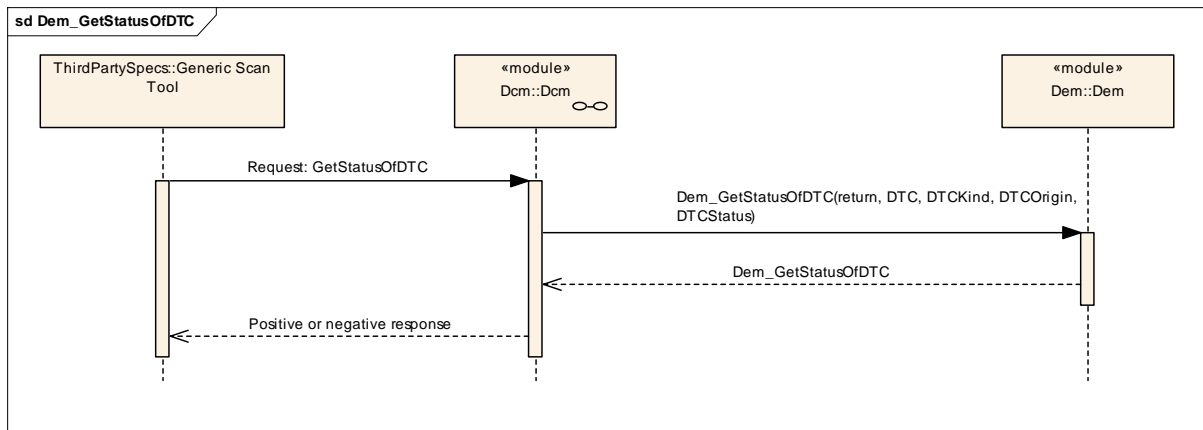 sd Dem_GetStatusOfDTC
ThirdPartySpecs::Generic Scan
Tool
«module»
Dcm::Dcm
«module»
Dem::Dem
Request: GetStatusOfDTC
Dem_GetStatusOfDTC(return, DTC, DTCKind, DTCOrigin,
DTCStatus)
Dem_GetStatusOfDTC
Positive or negative response